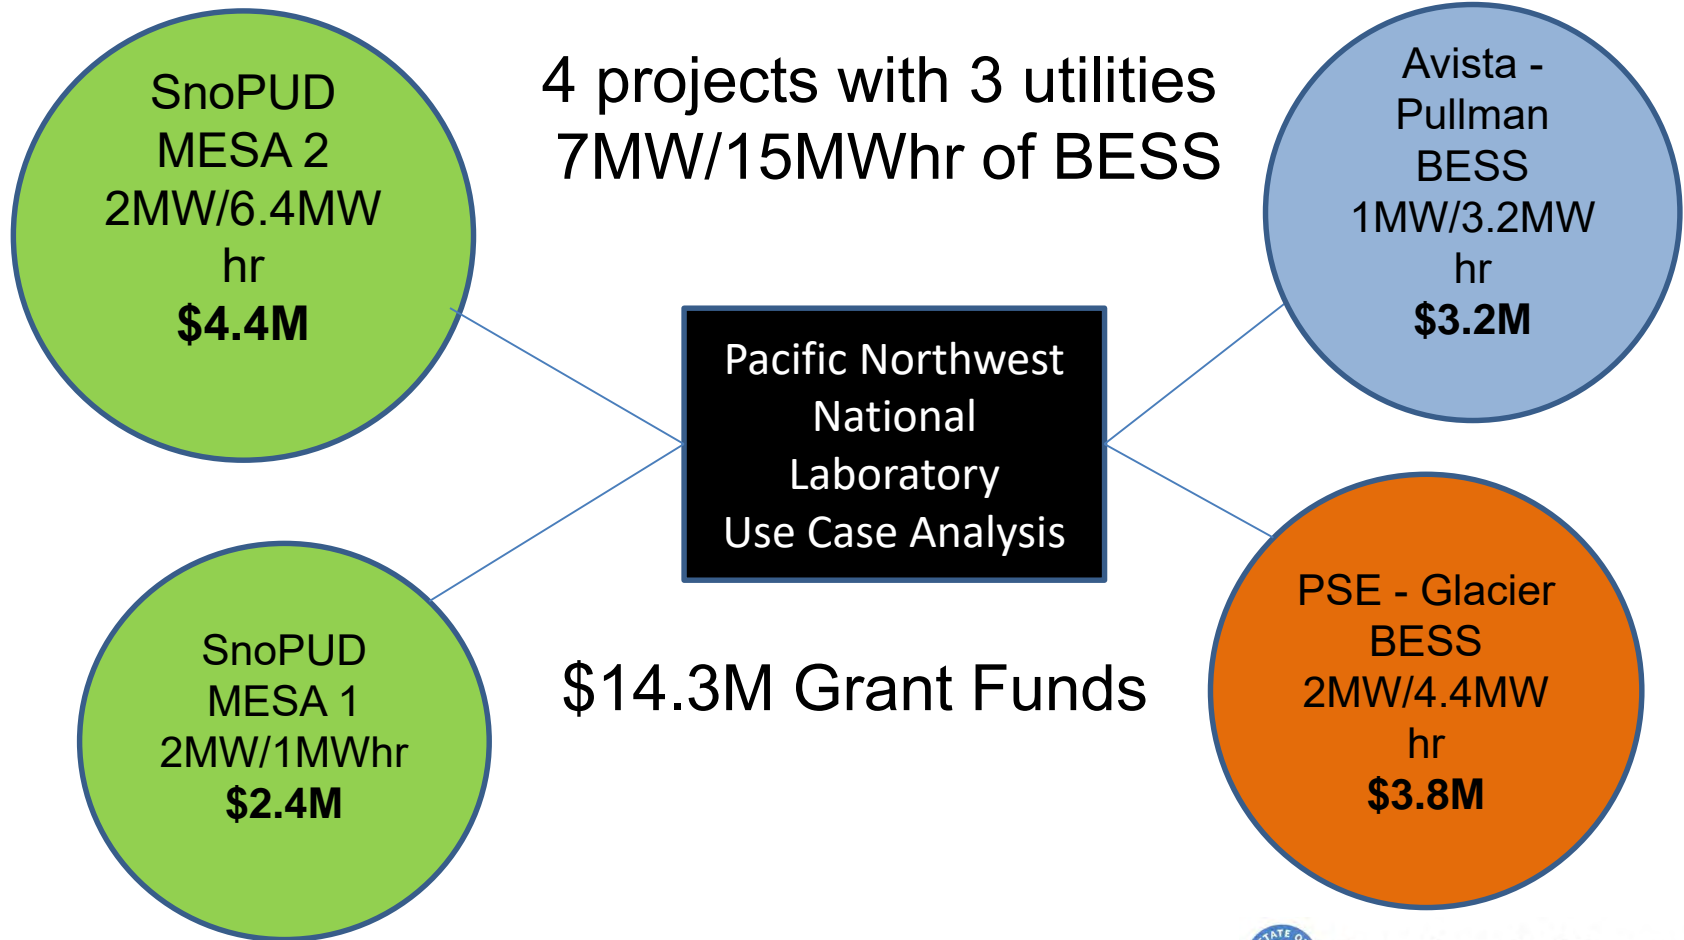 SnoPUD
MESA 2
2MW/6.4MW
hr
$4.4M
4 projects with 3 utilities
7MW/15MWhr of BESS
Avista -
Pullman
BESS
1MW/3.2MW
hr
$3.2M
Pacific Northwest
National
Laboratory
Use Case Analysis
SnoPUD
MESA 1
2MW/1MWhr
$2.4M
$14.3M Grant Funds
PSE - Glacier
BESS
2MW/4.4MW
hr
$3.8M
STATE